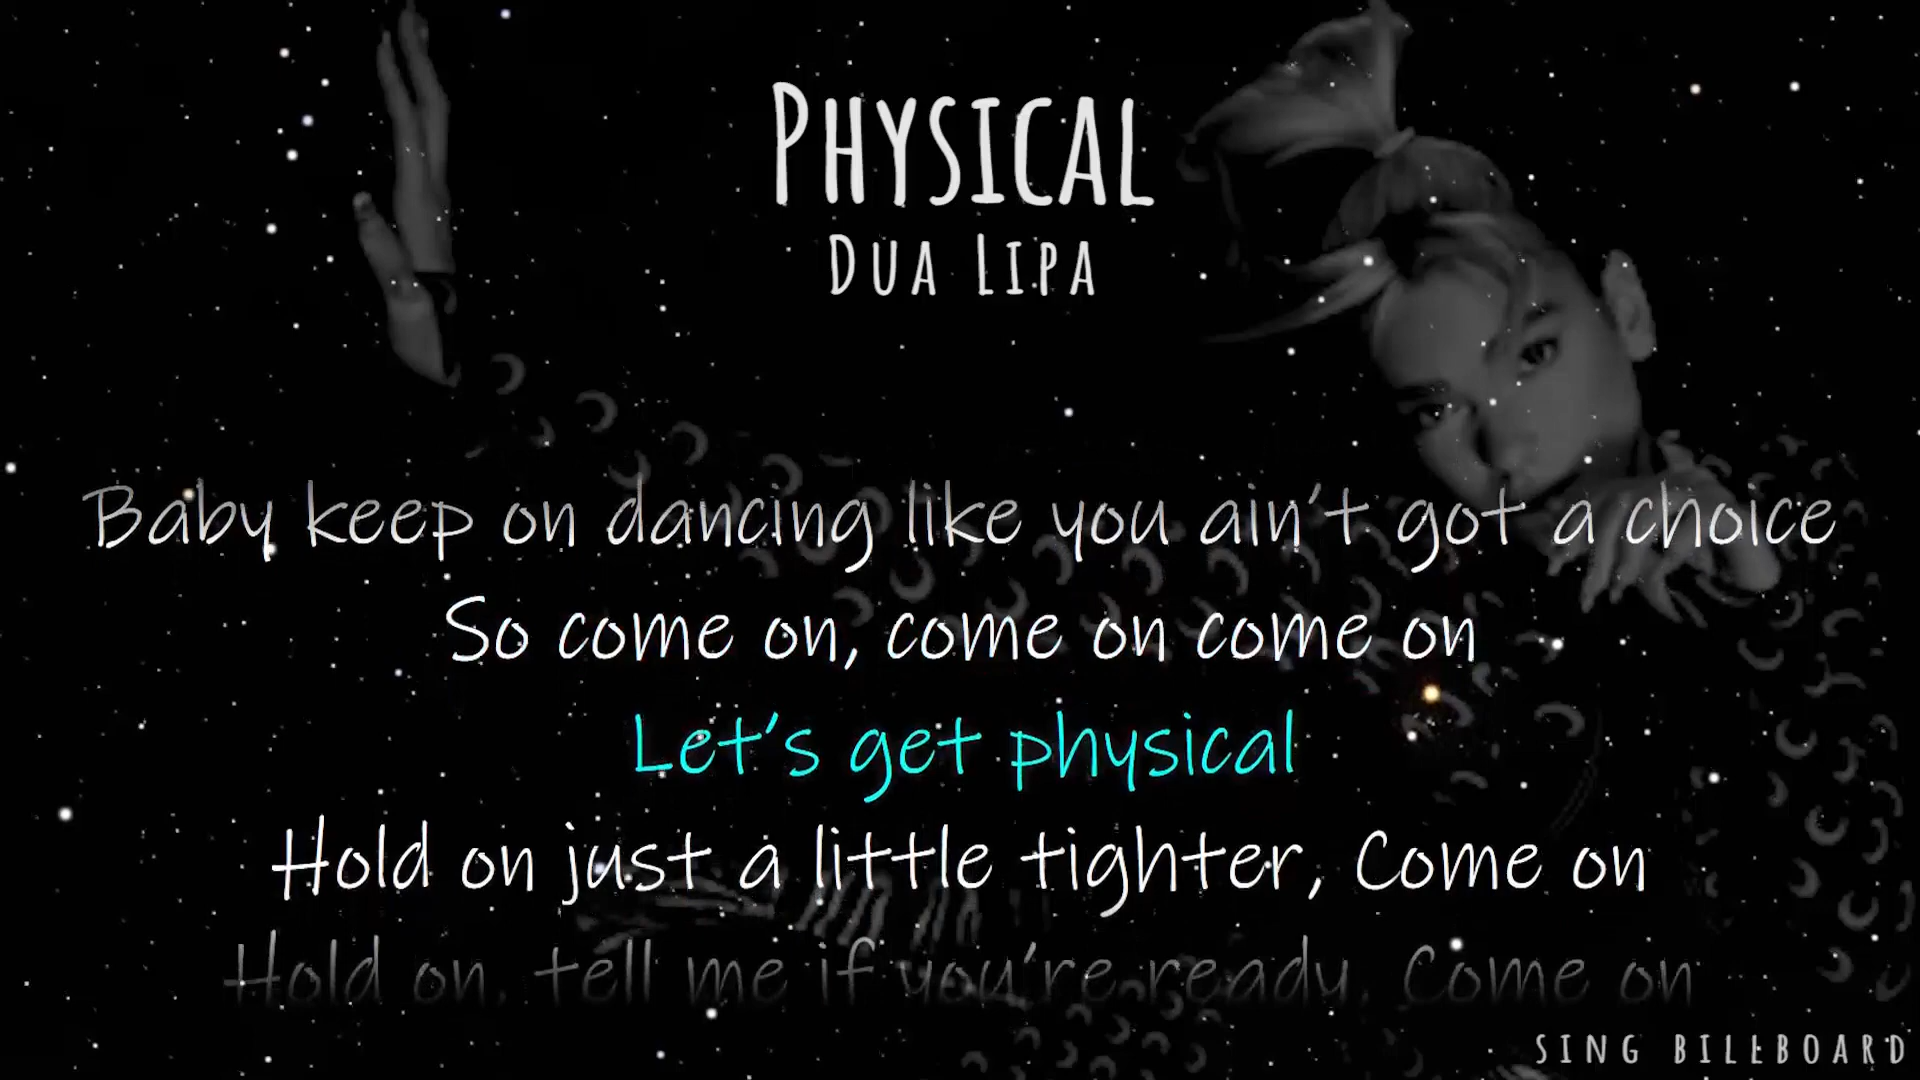 PHYSICAL
DUA LIPA
Baby keep on dancing like you ain't got a choice
So come on, come on come on
Let's get physical
Hold on just a little tighter, Come on
Hold on, tell me if you're ready, Come on
SING BILLBOARD